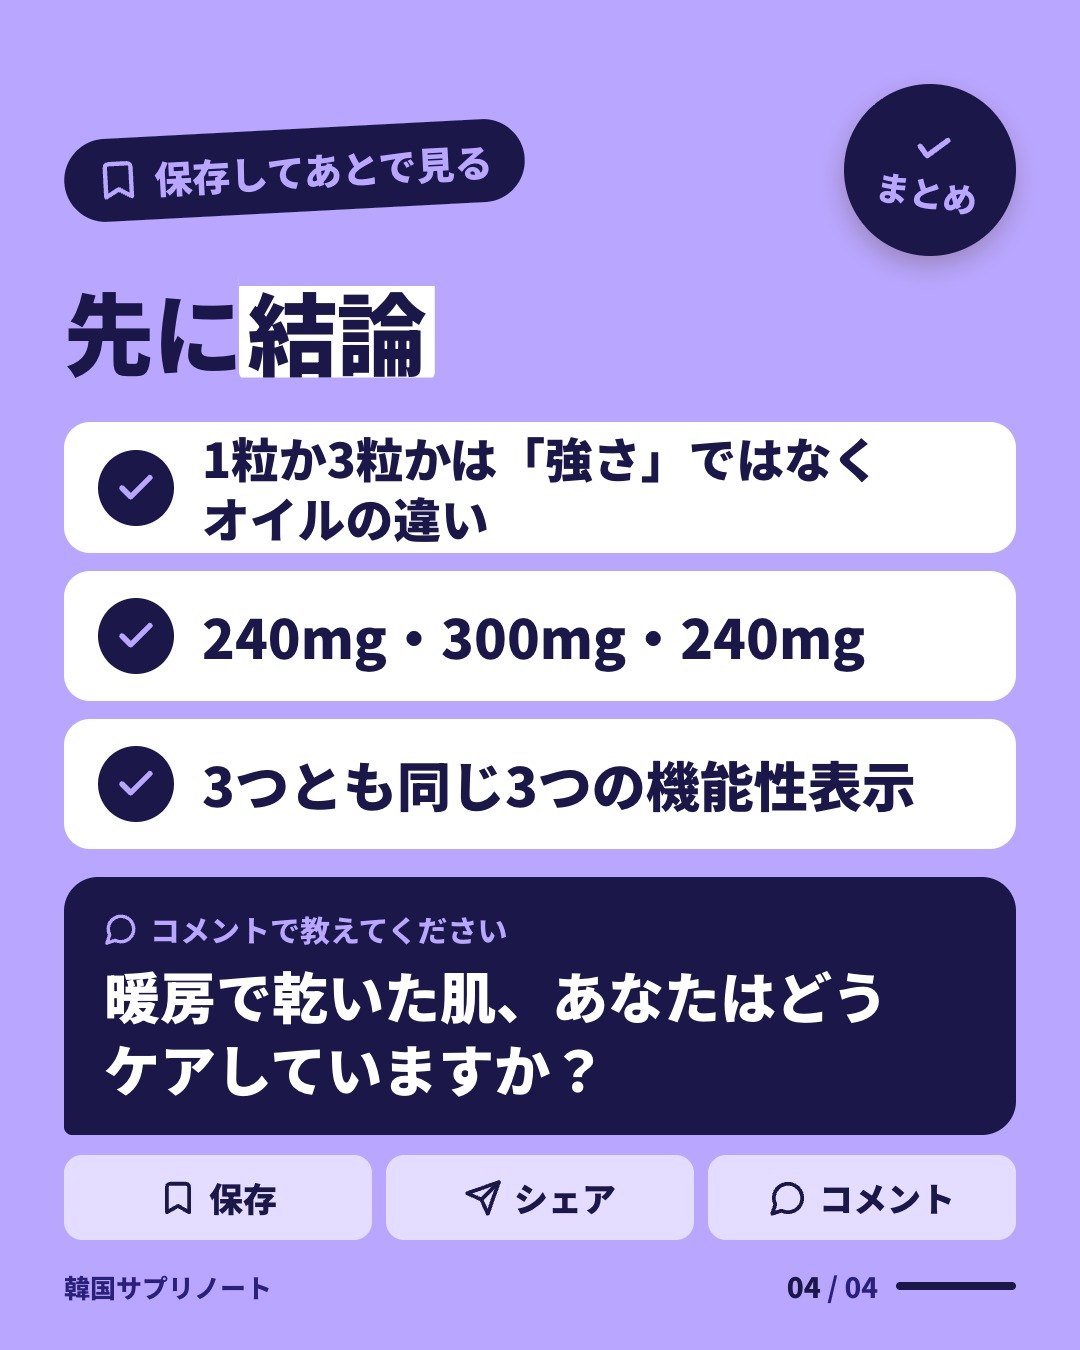 保存してあとで見る
まとめ
先に結論
1粒か3粒かは「強さ」ではなく
オイルの違い
240mg・300mg・240mg
3つとも同じ3つの機能性表示
コメントで教えてください
暖房で乾いた肌、あなたはどう
ケアしていますか？
保存
シェア
コメント
韓国サプリノート
04 / 04